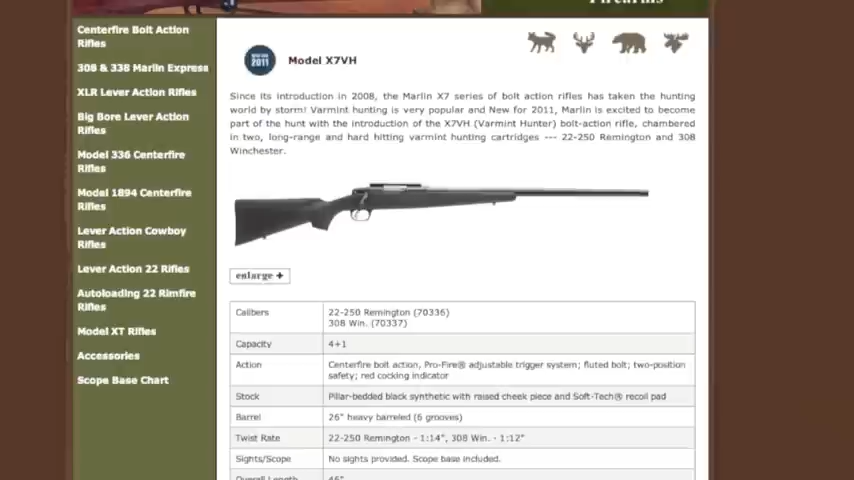 Firearms
Centerfire Bolt Action
Rifles
308 & 338 Marlin Express
XLR Lever Action Rifles
Big Bore Lever Action
Rifles
Model 336 Centerfire
Rifles
Model 1894 Centerfire
Rifles
Lever Action Cowboy
Rifles
Lever Action 22 Rifles
Autoloading 22 Rimfire
Rifles
Model XT Rifles
Accessories
Scope Base Chart
2011
Model X7VH
Since its introduction in 2008, the Marlin X7 series of bolt action rifles has taken the hunting
world by storm! Varmint hunting is very popular and New for 2011, Marlin is excited to become
part of the hunt with the introduction of the X7VH (Varmint Hunter) bolt-action rifle, chambered
in two, long-range and hard hitting varmint hunting cartridges --- 22-250 Remington and 308
Winchester.
enlarge +
Calibers 22-250 Remington (70336)
308 Win. (70337)
Capacity 4+1
Action Centerfire bolt action, Pro-Fire® adjustable trigger system; fluted bolt; two-position
safety; red cocking indicator
Stock Pillar-bedded black synthetic with raised cheek piece and Soft-Tech® recoil pad
Barrel 26" heavy barreled (6 grooves)
Twist Rate 22-250 Remington - 1:14", 308 Win. - 1:12"
Sights/Scope No sights provided. Scope base included.
Overall Length 46"